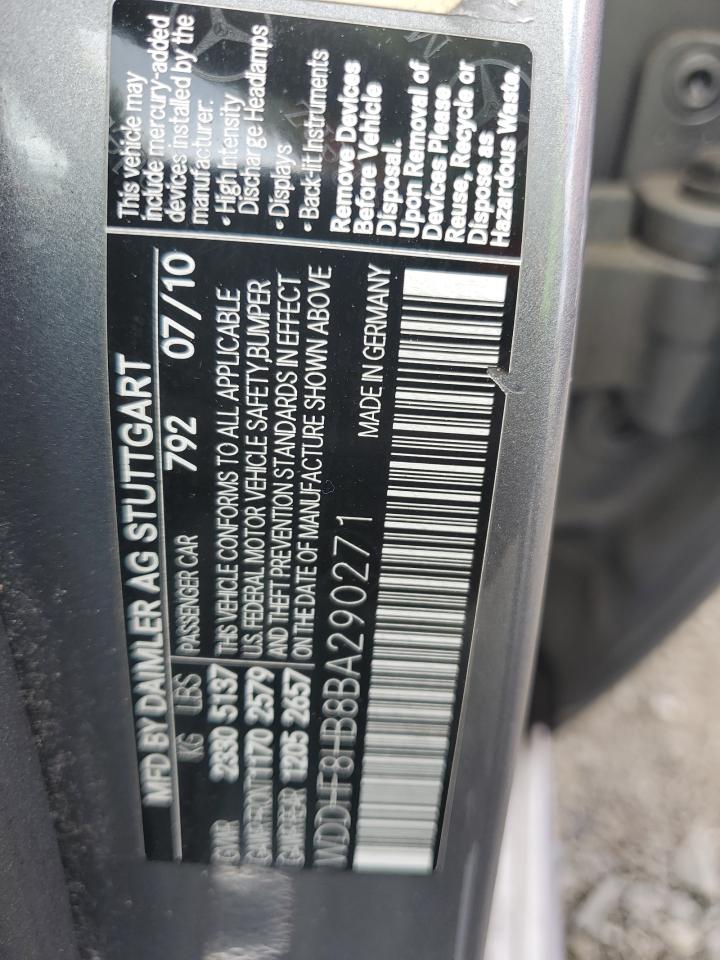 MFD BY DAIMLER AG STUTTGART
792 07/10
KG LBS PASSENGER CAR
GVWR 2330 5137
GAWR FRONT 1170 2579
GAWR REAR 1205 2657
THIS VEHICLE CONFORMS TO ALL APPLICABLE
U.S. FEDERAL MOTOR VEHICLE SAFETY,BUMPER
AND THEFT PREVENTION STANDARDS IN EFFECT
ON THE DATE OF MANUFACTURE SHOWN ABOVE
WDDHF8HB8BA290271
MADE IN GERMANY
This vehicle may
include mercury-added
devices installed by the
manufacturer:
• High Intensity
Discharge Headlamps
• Displays
• Back-lit Instruments
Remove Devices
Before Vehicle
Disposal.
Upon Removal of
Devices Please
Reuse, Recycle or
Dispose as
Hazardous Waste.